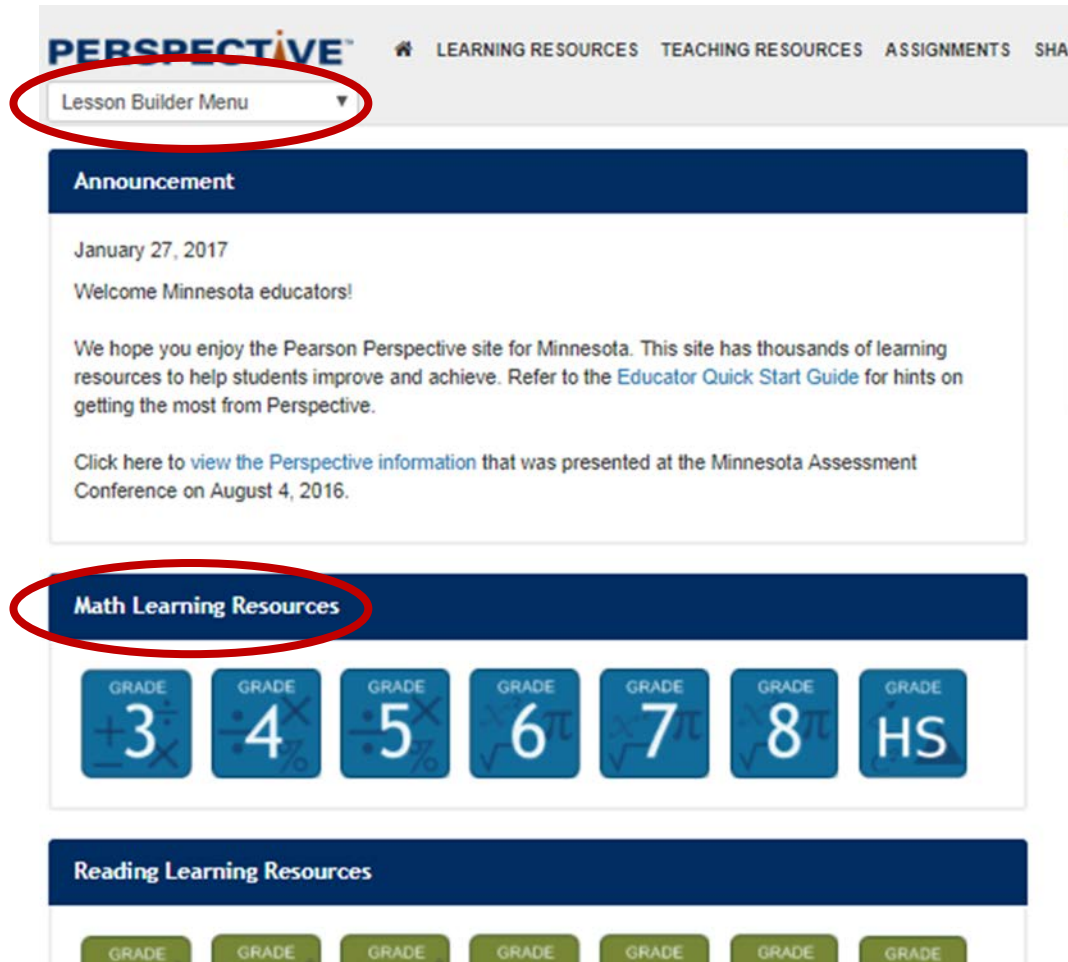 PERSPECTIVE™ LEARNING RESOURCES TEACHING RESOURCES ASSIGNMENTS SHA
Lesson Builder Menu
Announcement
January 27, 2017
Welcome Minnesota educators!
We hope you enjoy the Pearson Perspective site for Minnesota. This site has thousands of learning
resources to help students improve and achieve. Refer to the Educator Quick Start Guide for hints on
getting the most from Perspective.
Click here to view the Perspective information that was presented at the Minnesota Assessment
Conference on August 4, 2016.
Math Learning Resources
GRADE GRADE GRADE GRADE GRADE GRADE GRADE
3 4 5 6 7 8 HS
Reading Learning Resources
GRADE GRADE GRADE GRADE GRADE GRADE GRADE